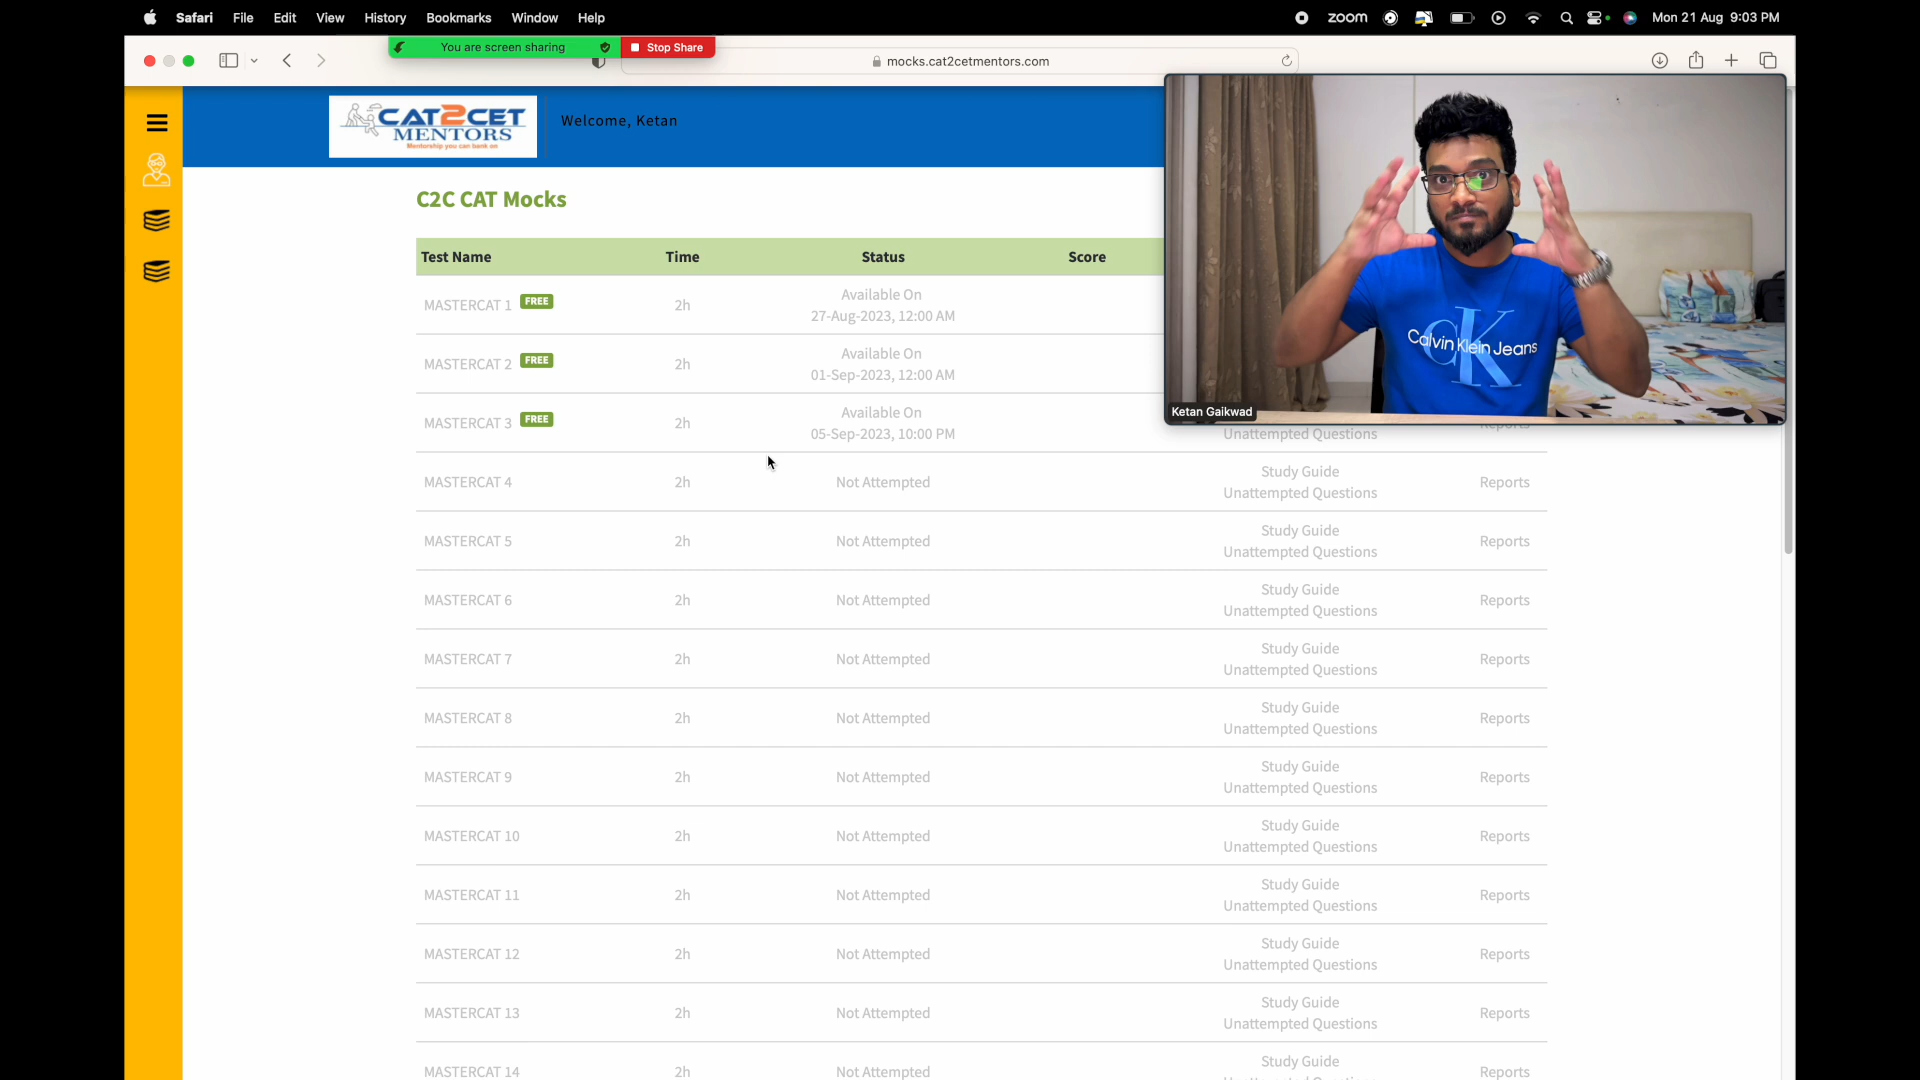 Safari File Edit View History Bookmarks Window Help
zoom
Mon 21 Aug 9:03 PM
You are screen sharing
Stop Share
mocks.cat2cetmentors.com
CAT2CET
MENTORS
Mentorship you can bank on
Welcome, Ketan
C2C CAT Mocks
Test Name Time Status Score
MASTERCAT 1 FREE 2h Available On
27-Aug-2023, 12:00 AM
MASTERCAT 2 FREE 2h Available On
01-Sep-2023, 12:00 AM
MASTERCAT 3 FREE 2h Available On
05-Sep-2023, 10:00 PM
Unattempted Questions
Calvin Klein Jeans
CK
Ketan Gaikwad
MASTERCAT 4 2h Not Attempted Study Guide
Unattempted Questions Reports
MASTERCAT 5 2h Not Attempted Study Guide
Unattempted Questions Reports
MASTERCAT 6 2h Not Attempted Study Guide
Unattempted Questions Reports
MASTERCAT 7 2h Not Attempted Study Guide
Unattempted Questions Reports
MASTERCAT 8 2h Not Attempted Study Guide
Unattempted Questions Reports
MASTERCAT 9 2h Not Attempted Study Guide
Unattempted Questions Reports
MASTERCAT 10 2h Not Attempted Study Guide
Unattempted Questions Reports
MASTERCAT 11 2h Not Attempted Study Guide
Unattempted Questions Reports
MASTERCAT 12 2h Not Attempted Study Guide
Unattempted Questions Reports
MASTERCAT 13 2h Not Attempted Study Guide
Unattempted Questions Reports
MASTERCAT 14 2h Not Attempted Study Guide
Reports